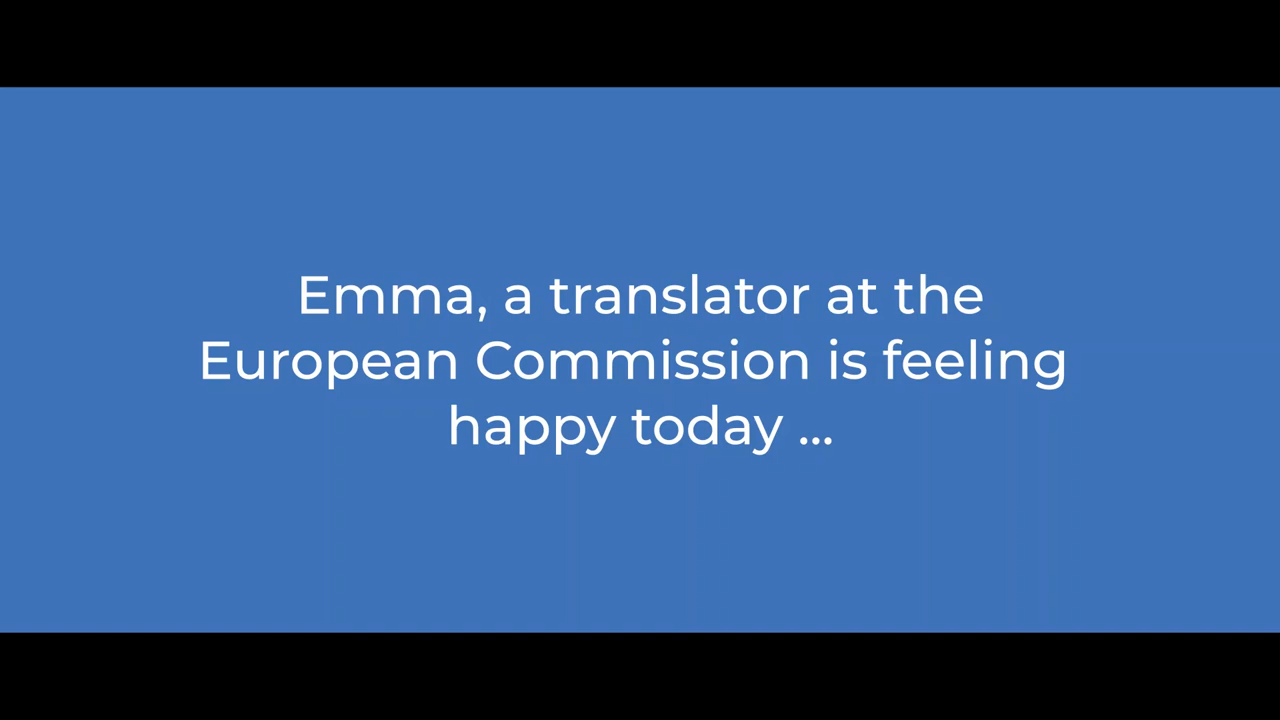 Emma, a translator at the
European Commission is feeling
happy today ...